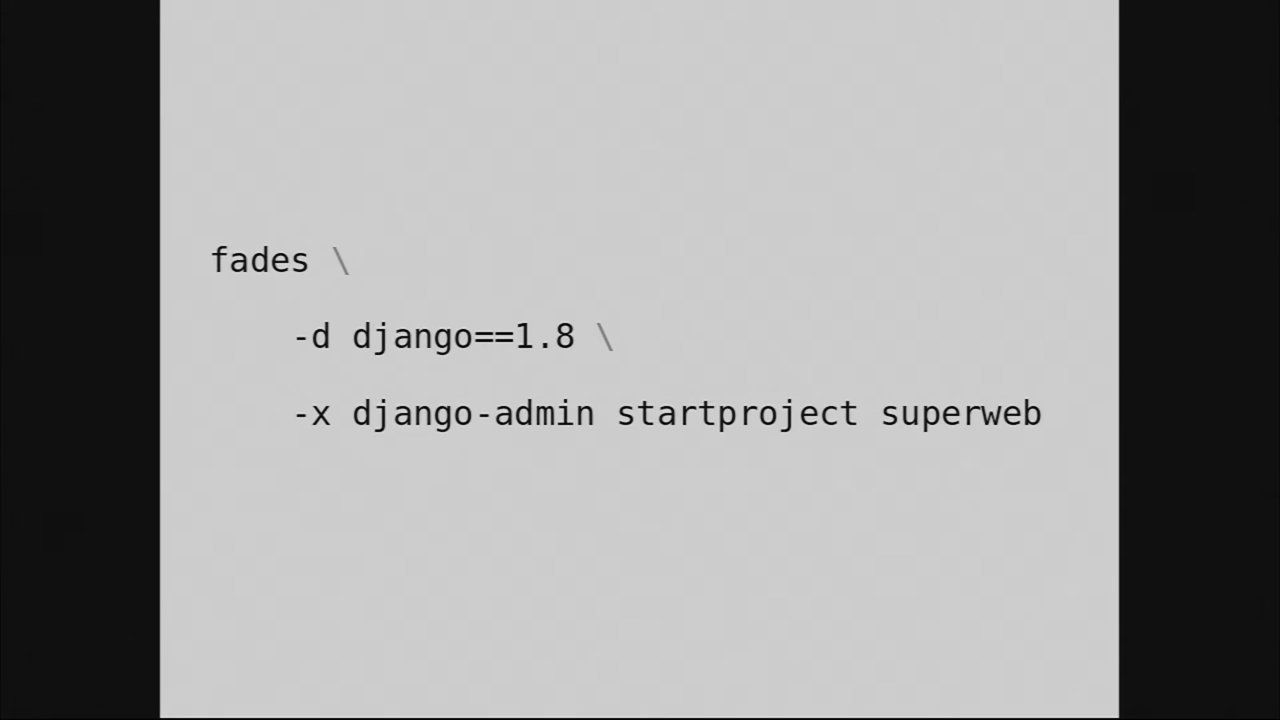 fades \
-d django==1.8 \
-x django-admin startproject superweb